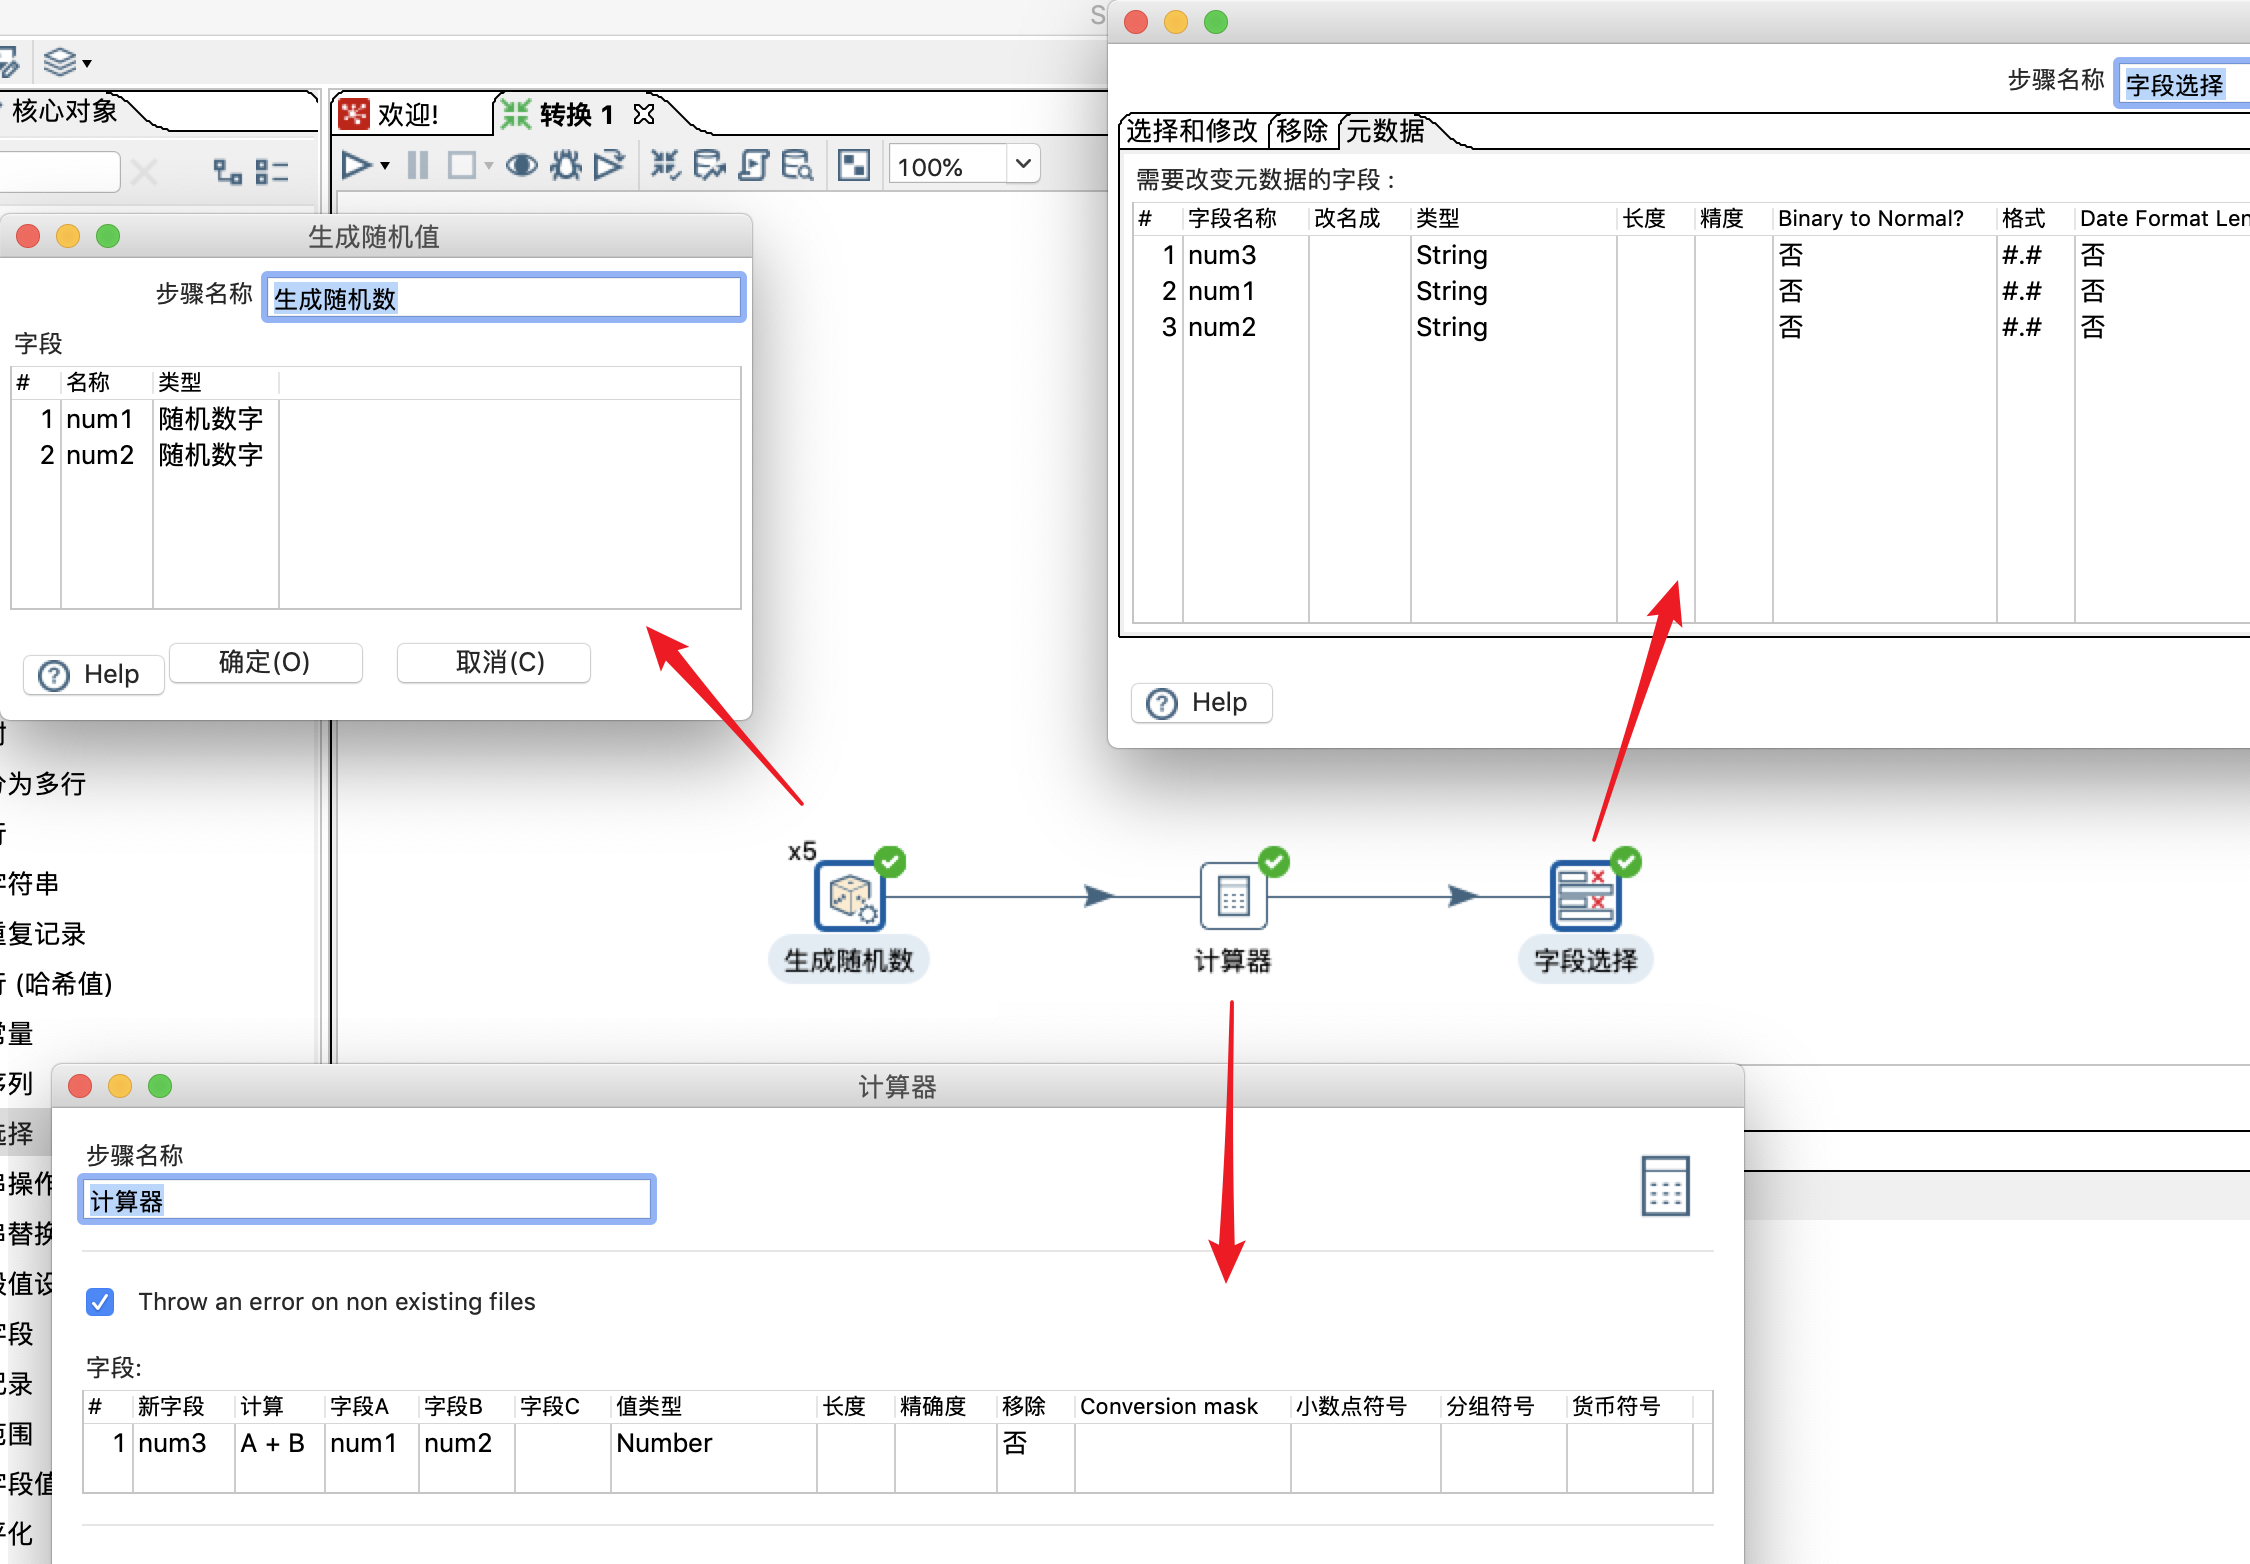 核心对象
欢迎!
转换 1
100%
生成随机值
步骤名称
生成随机数
字段
# 名称 类型
1 num1 随机数字
2 num2 随机数字
Help
确定(O)
取消(C)
步骤名称
字段选择
选择和修改
移除
元数据
需要改变元数据的字段 :
# 字段名称 改名成 类型 长度 精度 Binary to Normal? 格式 Date Format Len
1 num3 String 否 #.# 否
2 num1 String 否 #.# 否
3 num2 String 否 #.# 否
Help
为多行
符串
复记录
(哈希值)
量
列
择
操作
替换
值设
段
录
围
段值
化
x5
生成随机数
计算器
字段选择
计算器
步骤名称
计算器
Throw an error on non existing files
字段:
# 新字段 计算 字段A 字段B 字段C 值类型 长度 精确度 移除 Conversion mask 小数点符号 分组符号 货币符号
1 num3 A + B num1 num2 Number 否